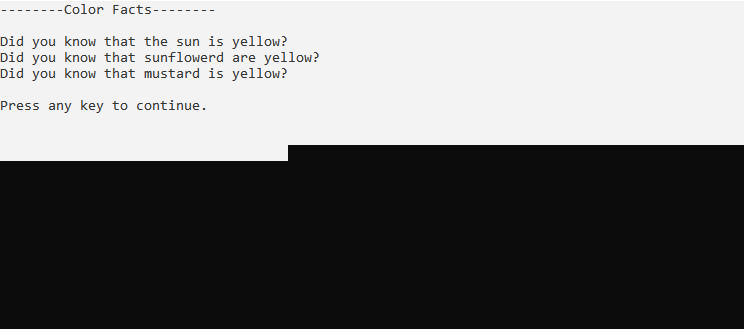 --------Color Facts--------
Did you know that the sun is yellow?
Did you know that sunflowerd are yellow?
Did you know that mustard is yellow?
Press any key to continue.